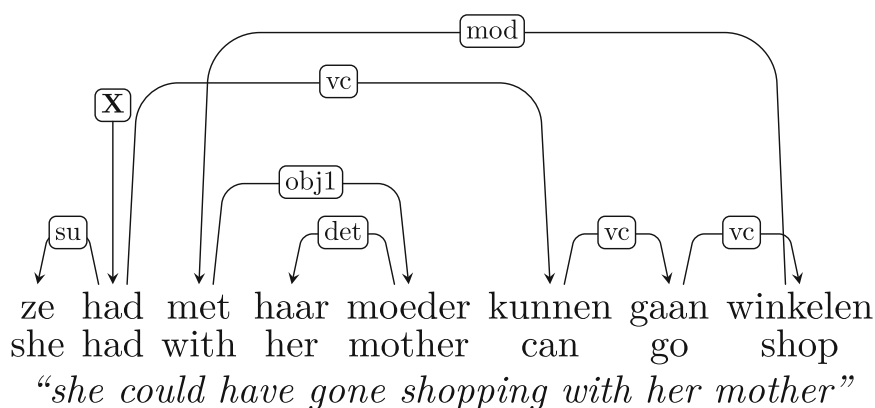 mod
vc
X
obj1
su det vc vc
ze had met haar moeder kunnen gaan winkelen
she had with her mother can go shop
“she could have gone shopping with her mother”